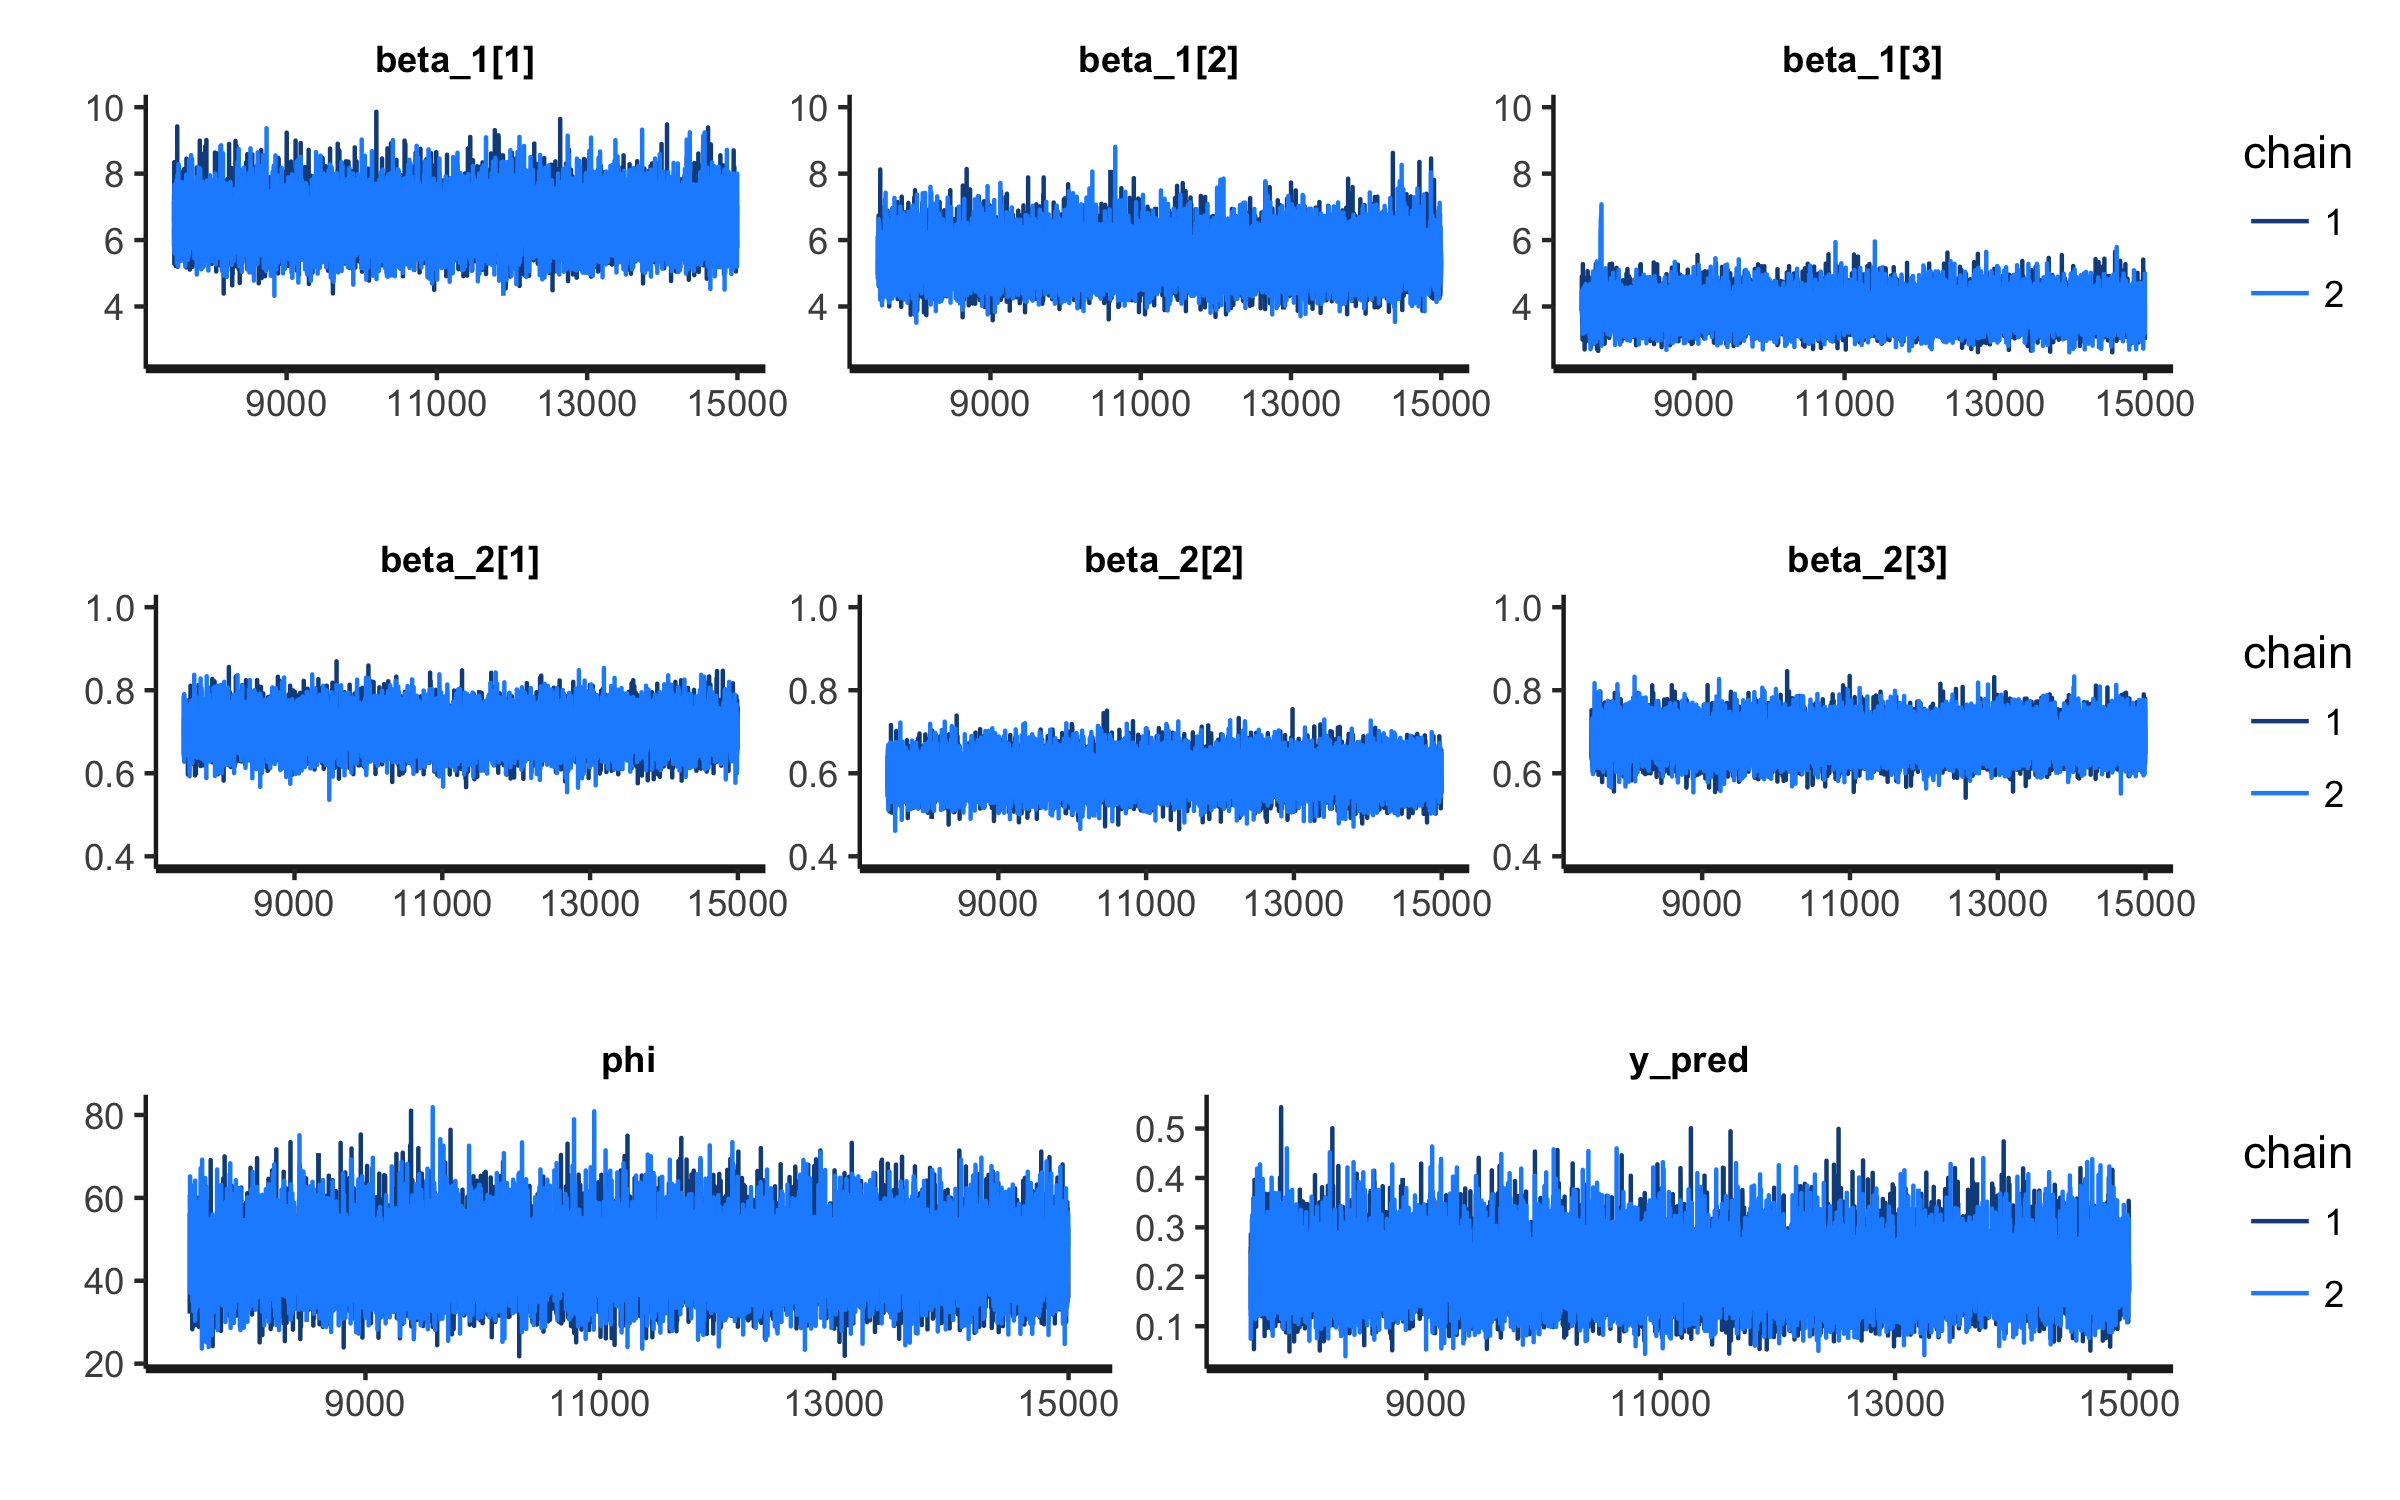 beta_1[1] beta_1[2] beta_1[3]
10 10 10
8 8 8
6 6 6
4 4 4
9000 11000 13000 15000 9000 11000 13000 15000 9000 11000 13000 15000
chain
1
2
beta_2[1] beta_2[2] beta_2[3]
1.0 1.0 1.0
0.8 0.8 0.8
0.6 0.6 0.6
0.4 0.4 0.4
9000 11000 13000 15000 9000 11000 13000 15000 9000 11000 13000 15000
chain
1
2
phi y_pred
80
60
40
20
0.5
0.4
0.3
0.2
0.1
9000 11000 13000 15000 9000 11000 13000 15000
chain
1
2